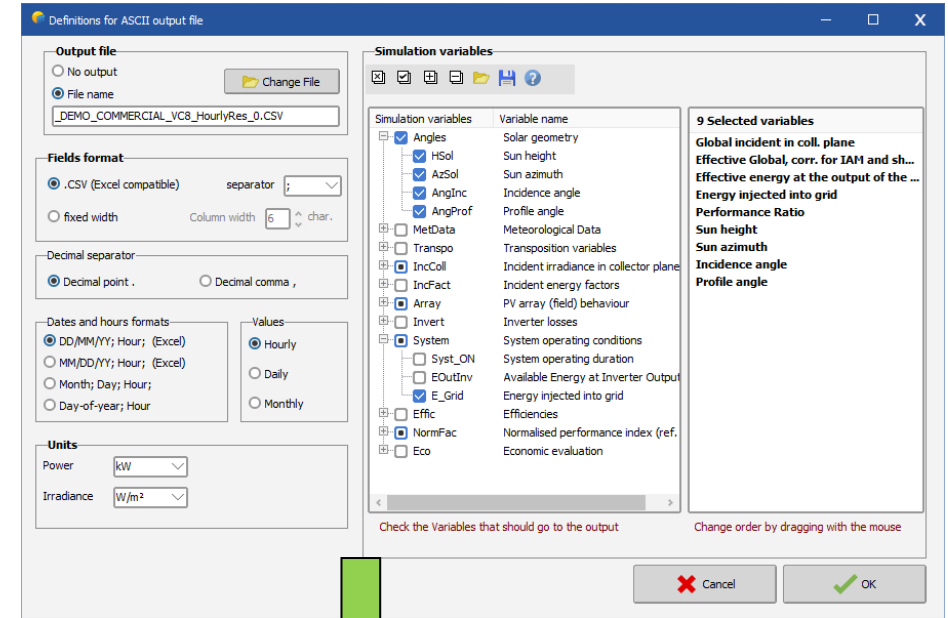 Definitions for ASCII output file
Output file
No output
File name
Change File
_DEMO_COMMERCIAL_VC8_HourlyRes_0.CSV
Fields format
.CSV (Excel compatible) separator ;
fixed width Column width 6 char.
Decimal separator
Decimal point . Decimal comma ,
Dates and hours formats
DD/MM/YY; Hour; (Excel)
MM/DD/YY; Hour; (Excel)
Month; Day; Hour;
Day-of-year; Hour
Values
Hourly
Daily
Monthly
Units
Power kW
Irradiance W/m²
Simulation variables
Simulation variables Variable name
Angles Solar geometry
HSol Sun height
AzSol Sun azimuth
AngInc Incidence angle
AngProf Profile angle
MetData Meteorological Data
Transpo Transposition variables
IncColl Incident irradiance in collector plane
IncFact Incident energy factors
Array PV array (field) behaviour
Invert Inverter losses
System System operating conditions
Syst_ON System operating duration
EOutInv Available Energy at Inverter Output
E_Grid Energy injected into grid
Effic Efficiencies
NormFac Normalised performance index (ref.
Eco Economic evaluation
Check the Variables that should go to the output
9 Selected variables
Global incident in coll. plane
Effective Global, corr. for IAM and sh...
Effective energy at the output of the ...
Energy injected into grid
Performance Ratio
Sun height
Sun azimuth
Incidence angle
Profile angle
Change order by dragging with the mouse
Cancel
OK